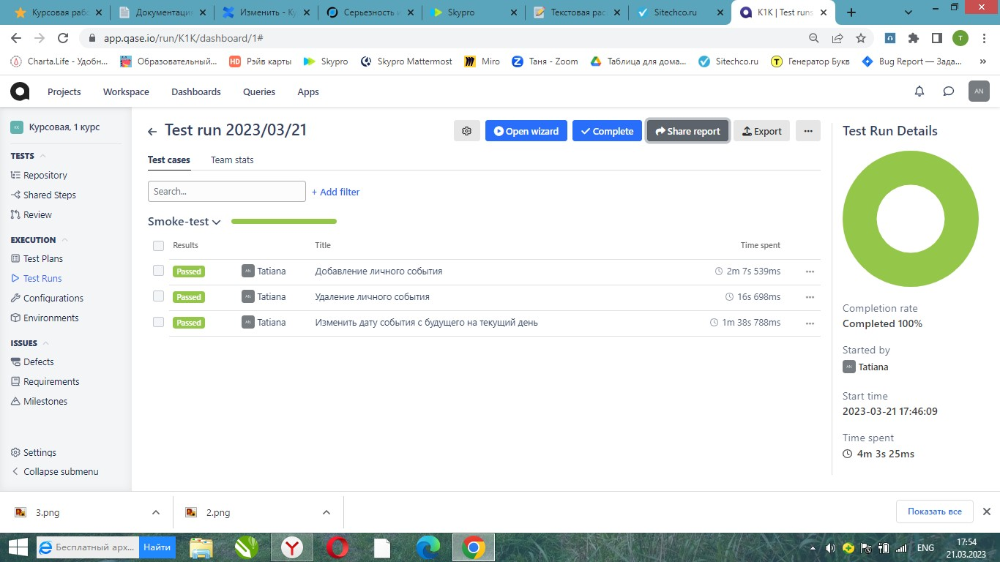 Курсовая раб
Документаци
Изменить - Ку
Серьезность и
Skypro
Текстовая рас
Sitechco.ru
K1K | Test runs
app.qase.io/run/K1K/dashboard/1#
T
Charta.Life - Удобн...
Образовательный...
HD Рэйв карты
Skypro
Skypro Mattermost
Miro
Таня - Zoom
Таблица для дома...
Sitechco.ru
Генератор Букв
Bug Report — Зада...
»
Projects
Workspace
Dashboards
Queries
Apps
AN
Курсовая, 1 курс
TESTS
Repository
Shared Steps
Review
EXECUTION
Test Plans
Test Runs
Configurations
Environments
ISSUES
Defects
Requirements
Milestones
Settings
Collapse submenu
Test run 2023/03/21
Open wizard
Complete
Share report
Export
Test cases
Team stats
Search...
+ Add filter
Smoke-test
Results Title Time spent
Passed AN Tatiana Добавление личного события 2m 7s 539ms
Passed AN Tatiana Удаление личного события 16s 698ms
Passed AN Tatiana Изменить дату события с будущего на текущий день 1m 38s 788ms
Test Run Details
Completion rate
Completed 100%
Started by
AN Tatiana
Start time
2023-03-21 17:46:09
Time spent
4m 3s 25ms
3.png
2.png
Показать все
Бесплатный арх...
Найти
ENG
17:54
21.03.2023